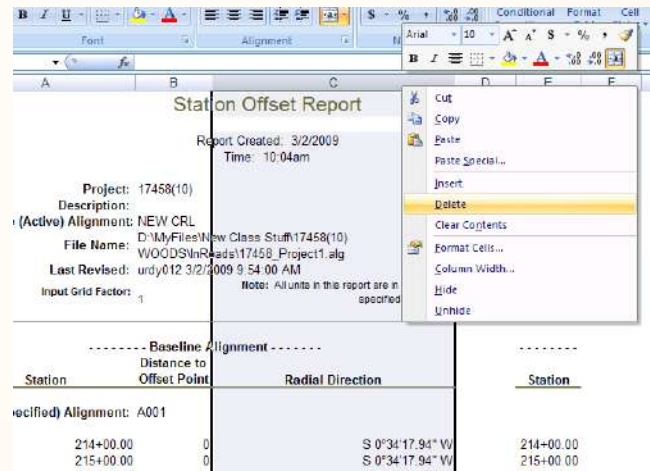 B I U A $ % , .00 .0 Conditional Format Cell
Font Alignment N
Arial 10 A A $ % ,
B I A .00 .0
fx
A B C D E F
Station Offset Report
Report Created: 3/2/2009
Time: 10:04am
Project: 17458(10)
Description:
(Active) Alignment: NEW CRL
File Name: D:\MyFiles\New Class Stuff\17458(10)
WOODS\InRoads\17458_Project1.alg
Last Revised: urdy012 3/2/2009 9:54:00 AM
Input Grid Factor: 1
Note: All units in this report are in
specified
Cut
Copy
Paste
Paste Special...
Insert
Delete
Clear Contents
Format Cells...
Column Width...
Hide
Unhide
- - - - - - - - Baseline Alignment - - - - - - - - - - - - - -
Distance to
Station Offset Point Radial Direction Station
ecified) Alignment: A001
214+00.00 0 S 0°34'17.94" W 214+00.00
215+00.00 0 S 0°34'17.94" W 215+00.00